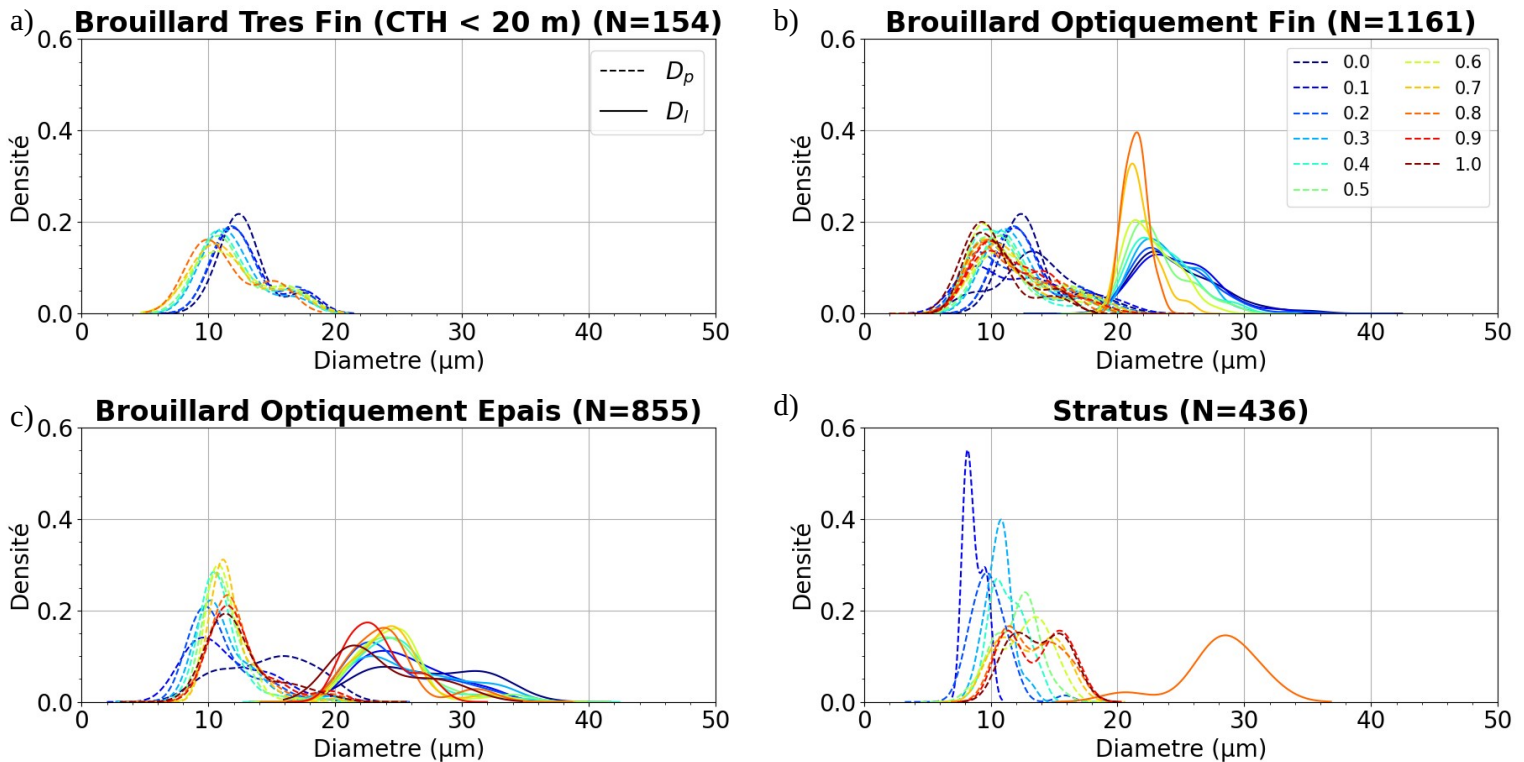 a) Brouillard Tres Fin (CTH < 20 m) (N=154)
0.6
0.4
0.2
0.0
Densité
D_p
D_l
0 10 20 30 40 50
Diametre (µm)
b) Brouillard Optiquement Fin (N=1161)
0.6
0.4
0.2
0.0
Densité
0.0 0.6
0.1 0.7
0.2 0.8
0.3 0.9
0.4 1.0
0.5
0 10 20 30 40 50
Diametre (µm)
c) Brouillard Optiquement Epais (N=855)
0.6
0.4
0.2
0.0
Densité
0 10 20 30 40 50
Diametre (µm)
d) Stratus (N=436)
0.6
0.4
0.2
0.0
Densité
0 10 20 30 40 50
Diametre (µm)